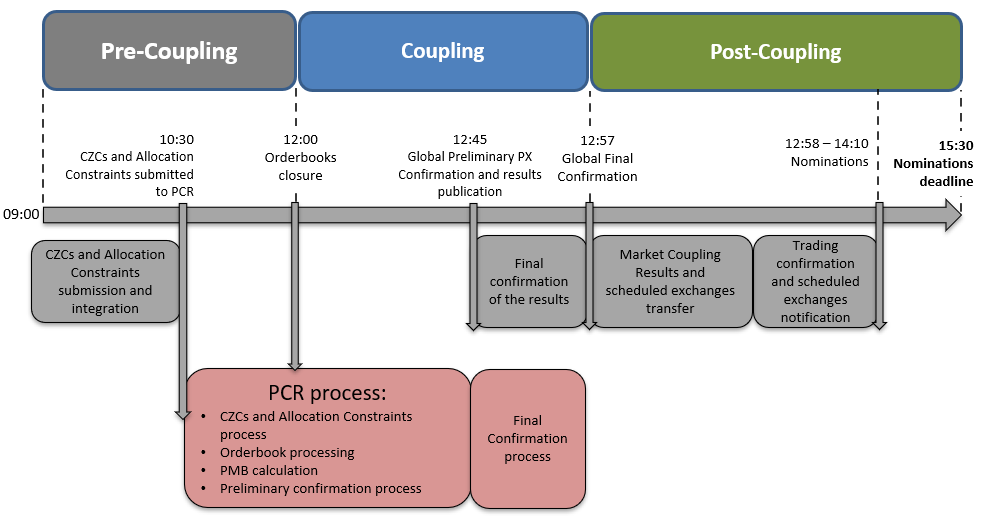 Pre-Coupling
Coupling
Post-Coupling
10:30
CZCs and Allocation
Constraints submitted
to PCR
12:00
Orderbooks
closure
12:45
Global Preliminary PX
Confirmation and results
publication
12:57
Global Final
Confirmation
12:58 – 14:10
Nominations
15:30
Nominations
deadline
09:00
CZCs and Allocation
Constraints
submission and
integration
Final
confirmation
of the results
Market Coupling
Results and
scheduled exchanges
transfer
Trading
confirmation
and scheduled
exchanges
notification
PCR process:
• CZCs and Allocation Constraints
process
• Orderbook processing
• PMB calculation
• Preliminary confirmation process
Final
Confirmation
process